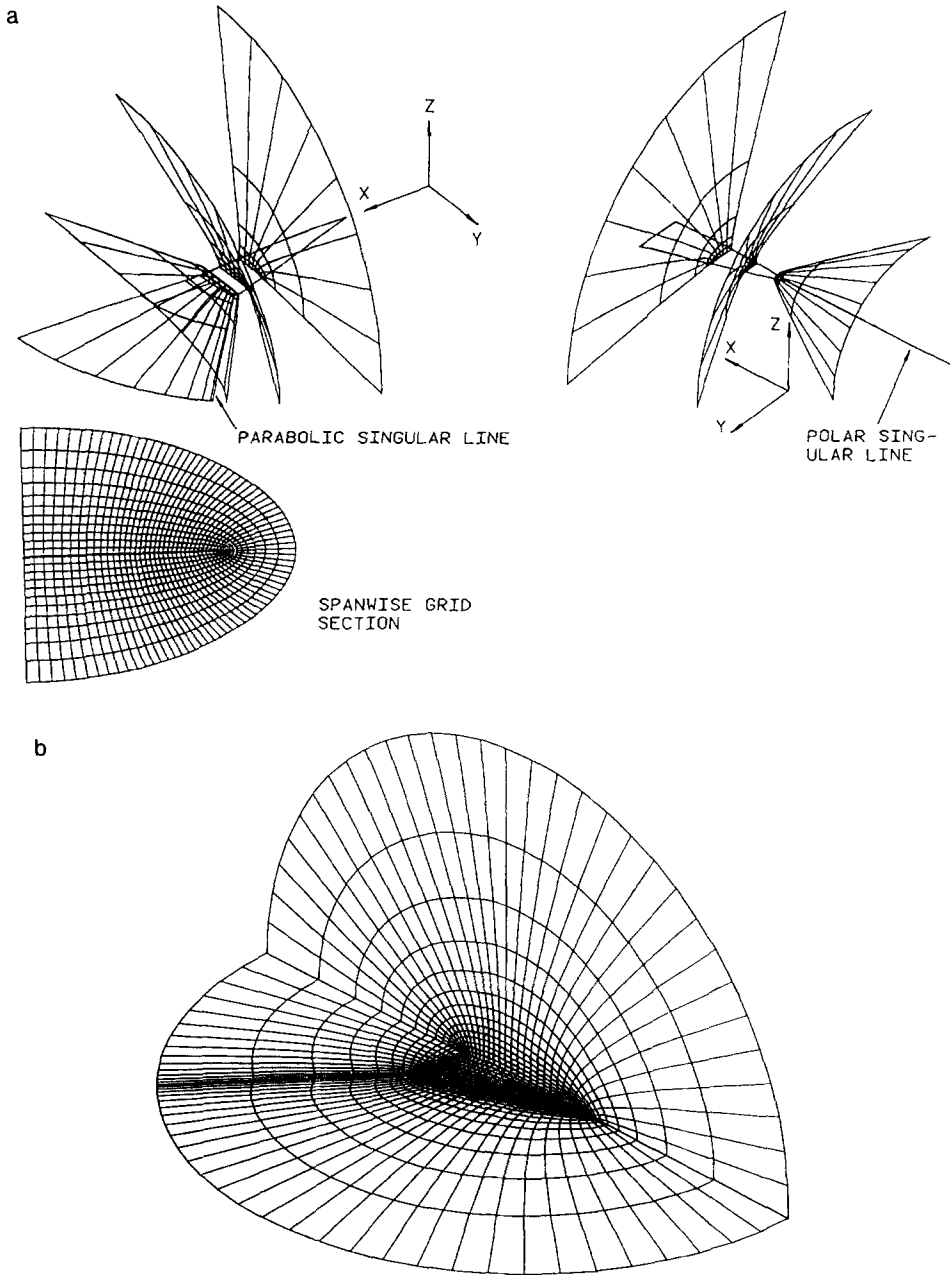 a
Z
X
Y
Z
X
Y
PARABOLIC SINGULAR LINE
POLAR SING-
ULAR LINE
SPANWISE GRID
SECTION
b